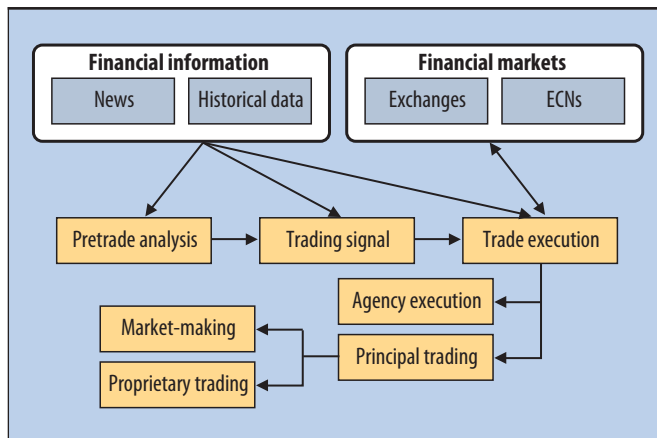 Financial information
News
Historical data
Financial markets
Exchanges
ECNs
Pretrade analysis
Trading signal
Trade execution
Agency execution
Market-making
Principal trading
Proprietary trading